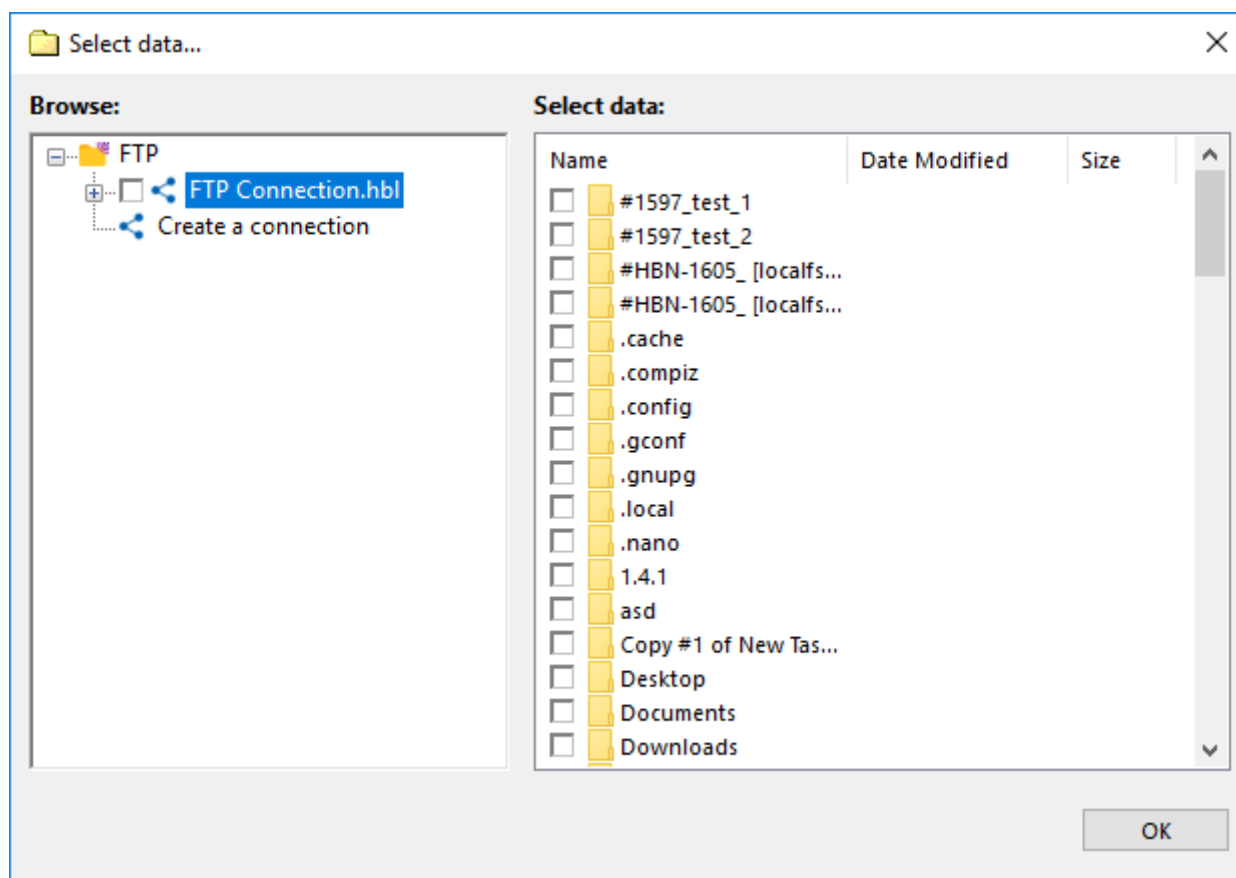 Select data...
Browse:
Select data:
FTP
FTP Connection.hbl
Create a connection
Name Date Modified Size
#1597_test_1
#1597_test_2
#HBN-1605_ [localfs...
#HBN-1605_ [localfs...
.cache
.compiz
.config
.gconf
.gnupg
.local
.nano
1.4.1
asd
Copy #1 of New Tas...
Desktop
Documents
Downloads
OK